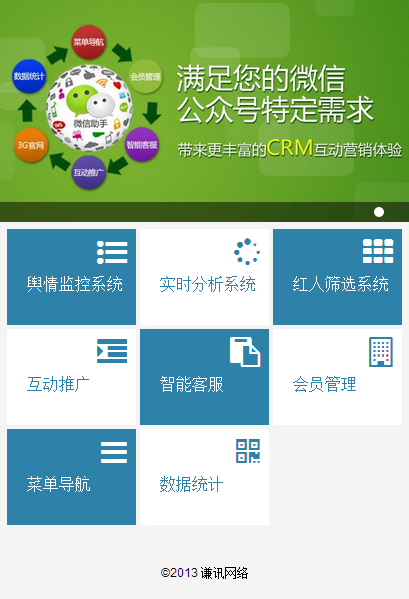 菜单导航
数据统计
会员管理
微信助手
3G官网
智能客服
互动推广
满足您的微信
公众号特定需求
带来更丰富的CRM互动营销体验
舆情监控系统
实时分析系统
红人筛选系统
互动推广
智能客服
会员管理
菜单导航
数据统计
©2013 谦讯网络